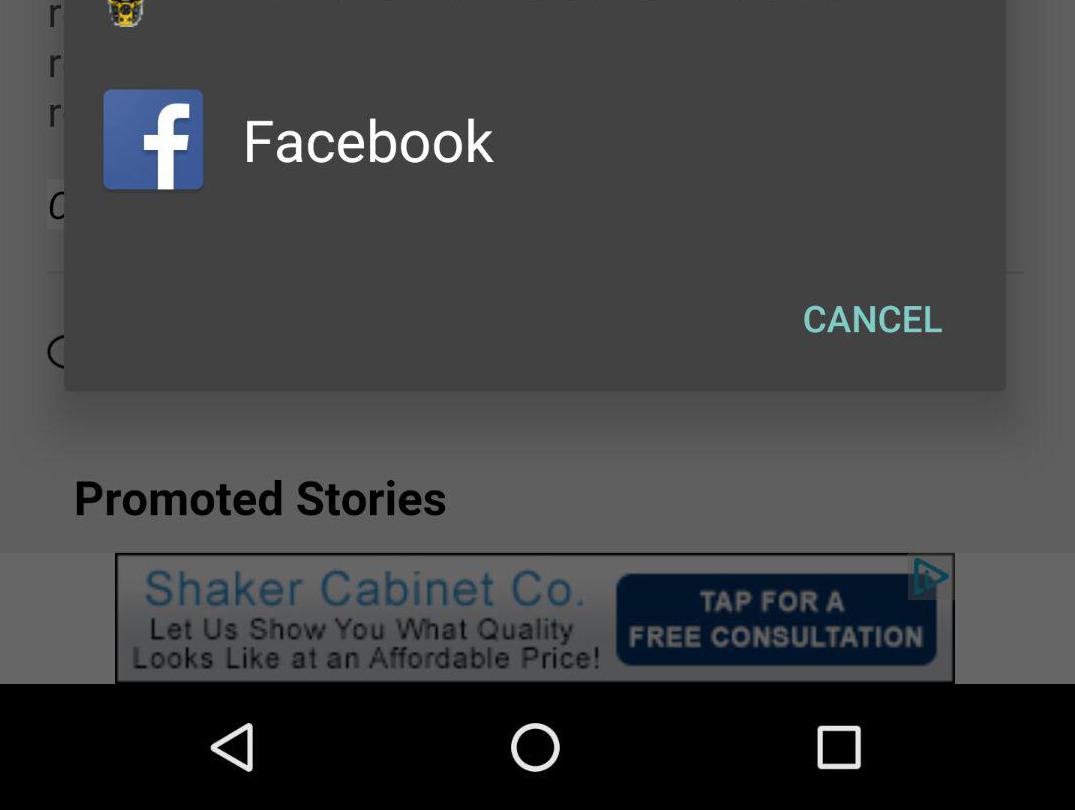 Facebook
CANCEL
Promoted Stories
Shaker Cabinet Co.
Let Us Show You What Quality
Looks Like at an Affordable Price!
TAP FOR A
FREE CONSULTATION